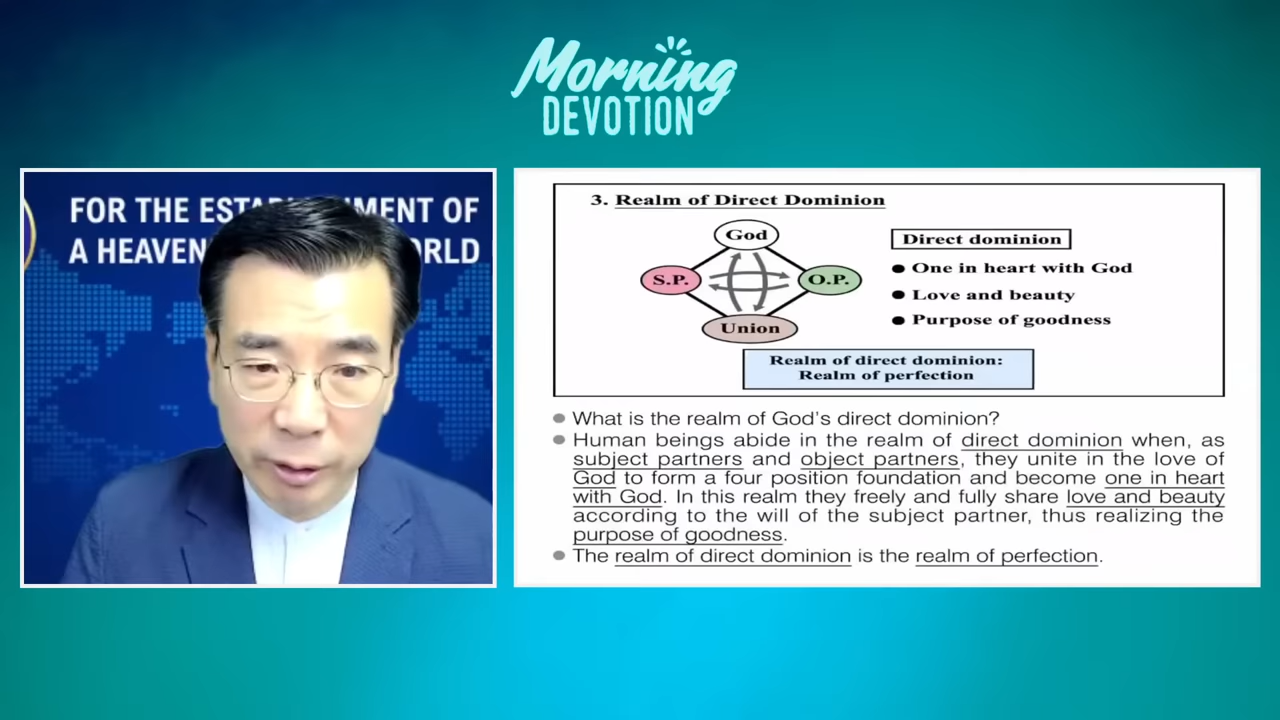 Morning
DEVOTION
FOR THE ESTA MENT OF
A HEAVEN ORLD
3. Realm of Direct Dominion
God
S.P.
O.P.
Union
Direct dominion
● One in heart with God
● Love and beauty
● Purpose of goodness
Realm of direct dominion:
Realm of perfection
● What is the realm of God's direct dominion?
● Human beings abide in the realm of direct dominion when, as
subject partners and object partners, they unite in the love of
God to form a four position foundation and become one in heart
with God. In this realm they freely and fully share love and beauty
according to the will of the subject partner, thus realizing the
purpose of goodness.
● The realm of direct dominion is the realm of perfection.